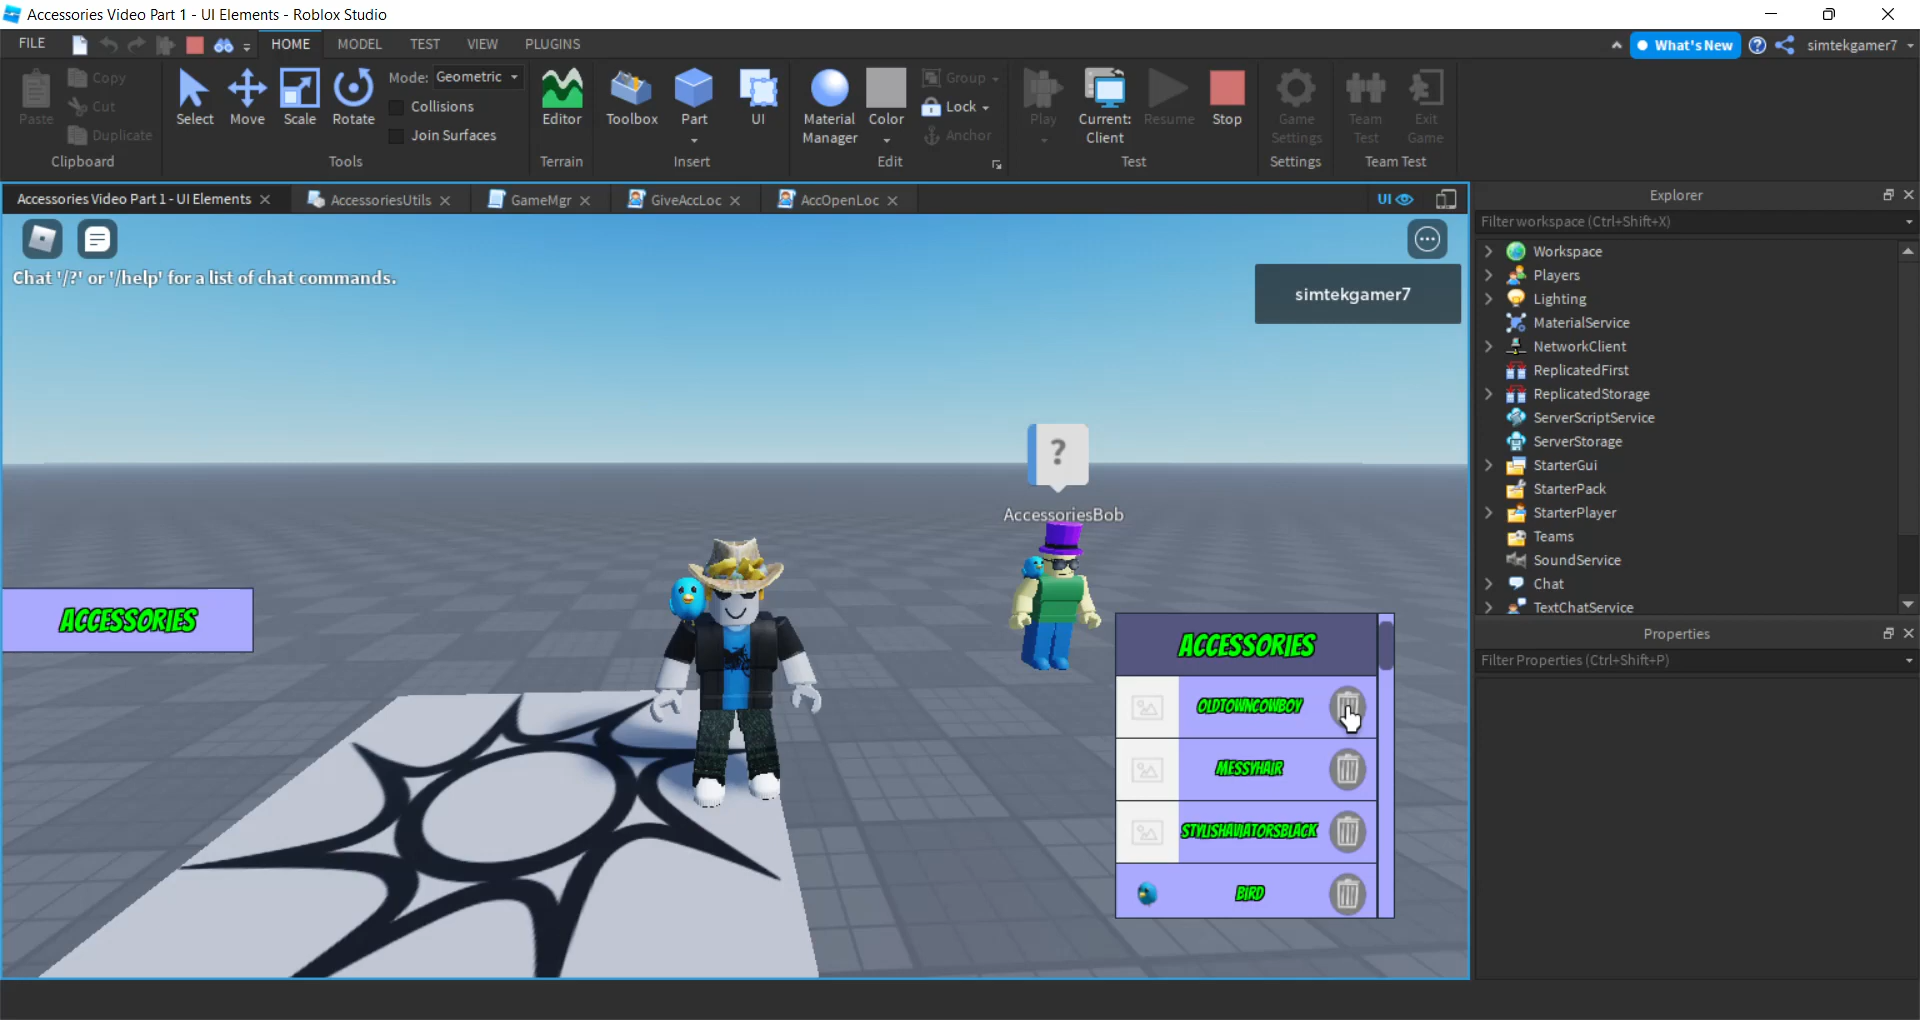 Accessories Video Part 1 - UI Elements - Roblox Studio
FILE
HOME
MODEL
TEST
VIEW
PLUGINS
What's New
simtekgamer7
Paste
Copy
Cut
Duplicate
Clipboard
Select
Move
Scale
Rotate
Mode: Geometric
Collisions
Join Surfaces
Tools
Editor
Terrain
Toolbox
Part
UI
Insert
Material
Manager
Color
Group
Lock
Anchor
Edit
Play
Current:
Client
Resume
Stop
Test
Game
Settings
Settings
Team
Test
Exit
Game
Team Test
Accessories Video Part 1 - UI Elements
AccessoriesUtils
GameMgr
GiveAccLoc
AccOpenLoc
UI
Chat '/?' or '/help' for a list of chat commands.
simtekgamer7
?
AccessoriesBob
ACCESSORIES
ACCESSORIES
OLDTOWNCOWBOY
MESSYHAIR
STYLISHAVIATORSBLACK
BIRD
Explorer
Filter workspace (Ctrl+Shift+X)
Workspace
Players
Lighting
MaterialService
NetworkClient
ReplicatedFirst
ReplicatedStorage
ServerScriptService
ServerStorage
StarterGui
StarterPack
StarterPlayer
Teams
SoundService
Chat
TextChatService
Properties
Filter Properties (Ctrl+Shift+P)